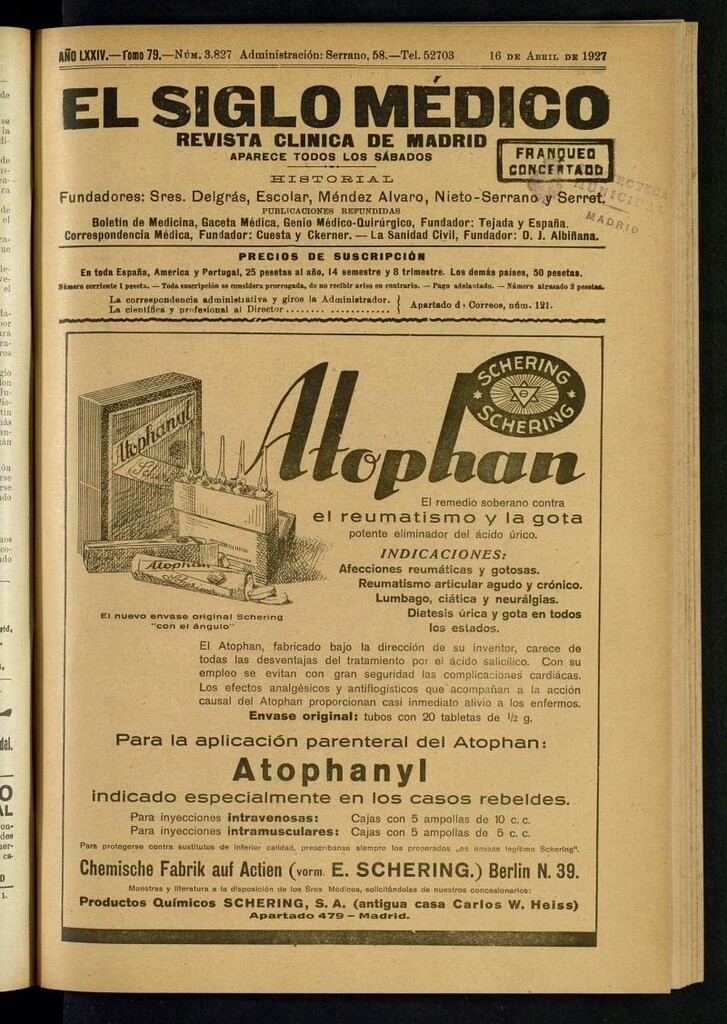 AÑO LXXIV.—Tomo 79.—Núm. 3.827 Administración: Serrano, 58.—Tel. 52703 16 de Abril de 1927
EL SIGLO MÉDICO
REVISTA CLINICA DE MADRID
APARECE TODOS LOS SÁBADOS
FRANQUEO
CONCERTADO
HISTORIAL
Fundadores: Sres. Delgrás, Escolar, Méndez Alvaro, Nieto-Serrano y Serret.
MADRID
PUBLICACIONES REFUNDIDAS
Boletín de Medicina, Gaceta Médica, Genio Médico-Quirúrgico, Fundador: Tejada y España.
Correspondencia Médica, Fundador: Cuesta y Ckerner. — La Sanidad Civil, Fundador: D. J. Albiñana.
PRECIOS DE SUSCRIPCIÓN
En toda España, America y Portugal, 25 pesetas al año, 14 semestre y 8 trimestre. Los demás países, 50 pesetas.
Número corriente 1 peseta. — Toda suscripción se considera prorrogada, de no recibir aviso en contrario. — Pago adelantado. — Número atrasado 2 pesetas.
La correspondencia administrativa y giros la Administrador.
La científica y profesional al Director........ ............
Apartado de Correos, núm. 121.
SCHERING
e
SCHERING
Atophan
Atophanyl
Schering
Atophan
Schering
El nuevo envase original Schering
"con el ángulo"
El remedio soberano contra
el reumatismo y la gota
potente eliminador del ácido úrico.
INDICACIONES:
Afecciones reumáticas y gotosas.
Reumatismo articular agudo y crónico.
Lumbago, ciática y neurálgias.
Diatesis úrica y gota en todos
los estados.
El Atophan, fabricado bajo la dirección de su inventor, carece de
todas las desventajas del tratamiento por el ácido salicílico. Con su
empleo se evitan con gran seguridad las complicaciones cardiácas.
Los efectos analgésicos y antiflogísticos que acompañan a la acción
causal del Atophan proporcionan casi inmediato alivio a los enfermos.
Envase original: tubos con 20 tabletas de 1/2 g.
Para la aplicación parenteral del Atophan:
Atophanyl
indicado especialmente en los casos rebeldes.
Para inyecciones intravenosas: Cajas con 5 ampollas de 10 c. c.
Para inyecciones intramusculares: Cajas con 5 ampollas de 5 c. c.
Para protegerse contra sustitutos de inferior calidad, prescríbanse siempre los preparados „en envase legítimo Schering".
Chemische Fabrik auf Actien (vorm. E. SCHERING.) Berlin N. 39.
Muestras y literatura a la disposición de los Sres Médicos, solicitándolas de nuestros concesionarios:
Productos Químicos SCHERING, S. A. (antigua casa Carlos W. Heiss)
Apartado 479 – Madrid.